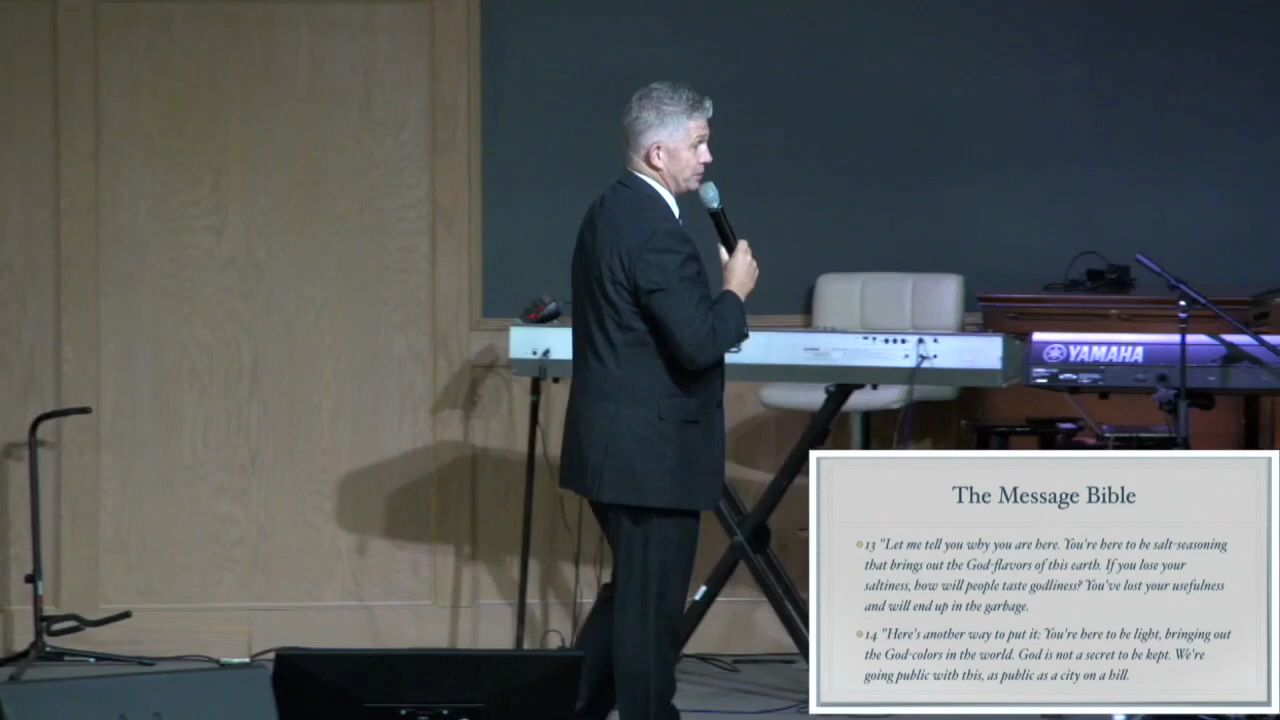 YAMAHA
The Message Bible
13 "Let me tell you why you are here. You're here to be salt-seasoning
that brings out the God-flavors of this earth. If you lose your
saltiness, how will people taste godliness? You've lost your usefulness
and will end up in the garbage.
14 "Here's another way to put it: You're here to be light, bringing out
the God-colors in the world. God is not a secret to be kept. We're
going public with this, as public as a city on a hill.